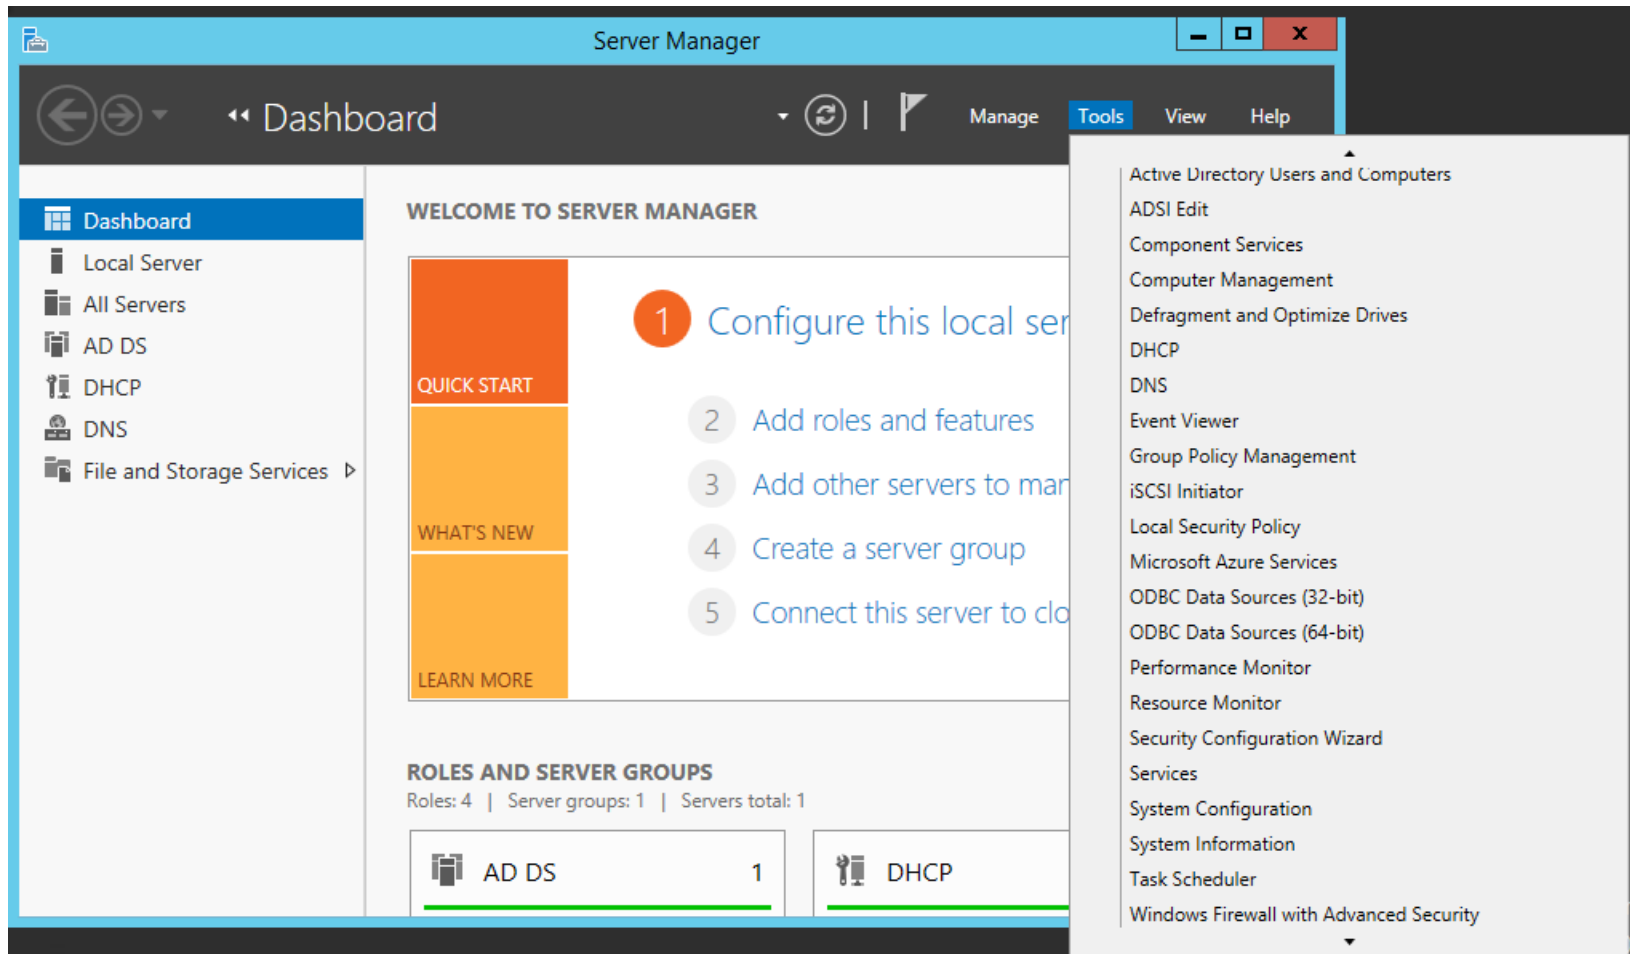 Server Manager
Dashboard
Manage
Tools
View
Help
Dashboard
Local Server
All Servers
AD DS
DHCP
DNS
File and Storage Services
WELCOME TO SERVER MANAGER
QUICK START
WHAT'S NEW
LEARN MORE
1 Configure this local ser
2 Add roles and features
3 Add other servers to mar
4 Create a server group
5 Connect this server to clo
ROLES AND SERVER GROUPS
Roles: 4 | Server groups: 1 | Servers total: 1
AD DS 1
DHCP
Active Directory Users and Computers
ADSI Edit
Component Services
Computer Management
Defragment and Optimize Drives
DHCP
DNS
Event Viewer
Group Policy Management
iSCSI Initiator
Local Security Policy
Microsoft Azure Services
ODBC Data Sources (32-bit)
ODBC Data Sources (64-bit)
Performance Monitor
Resource Monitor
Security Configuration Wizard
Services
System Configuration
System Information
Task Scheduler
Windows Firewall with Advanced Security